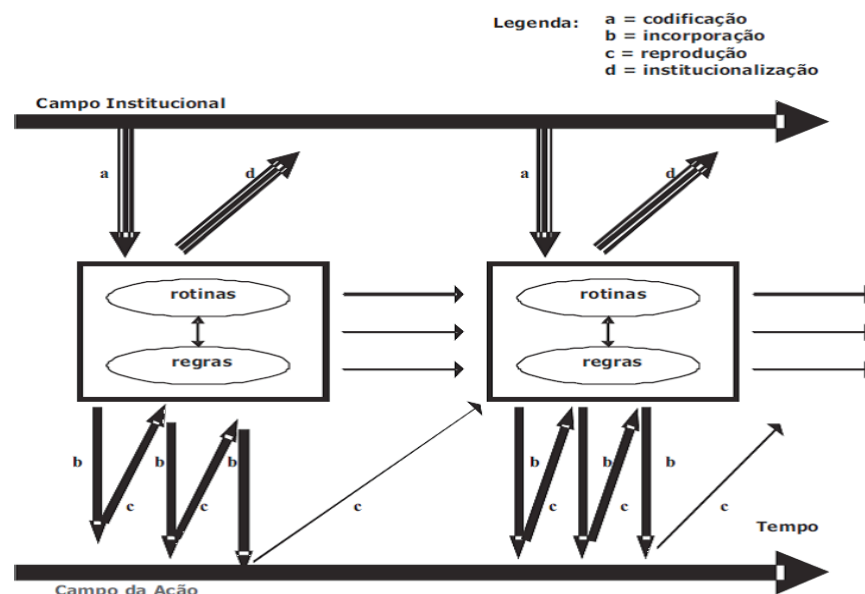 Legenda: a = codificação
b = incorporação
c = reprodução
d = institucionalização
Campo Institucional
a
d
a
d
rotinas
rotinas
regras
regras
b
b
b
c
c
c
b
b
b
c
c
c
Tempo
Campo da Ação